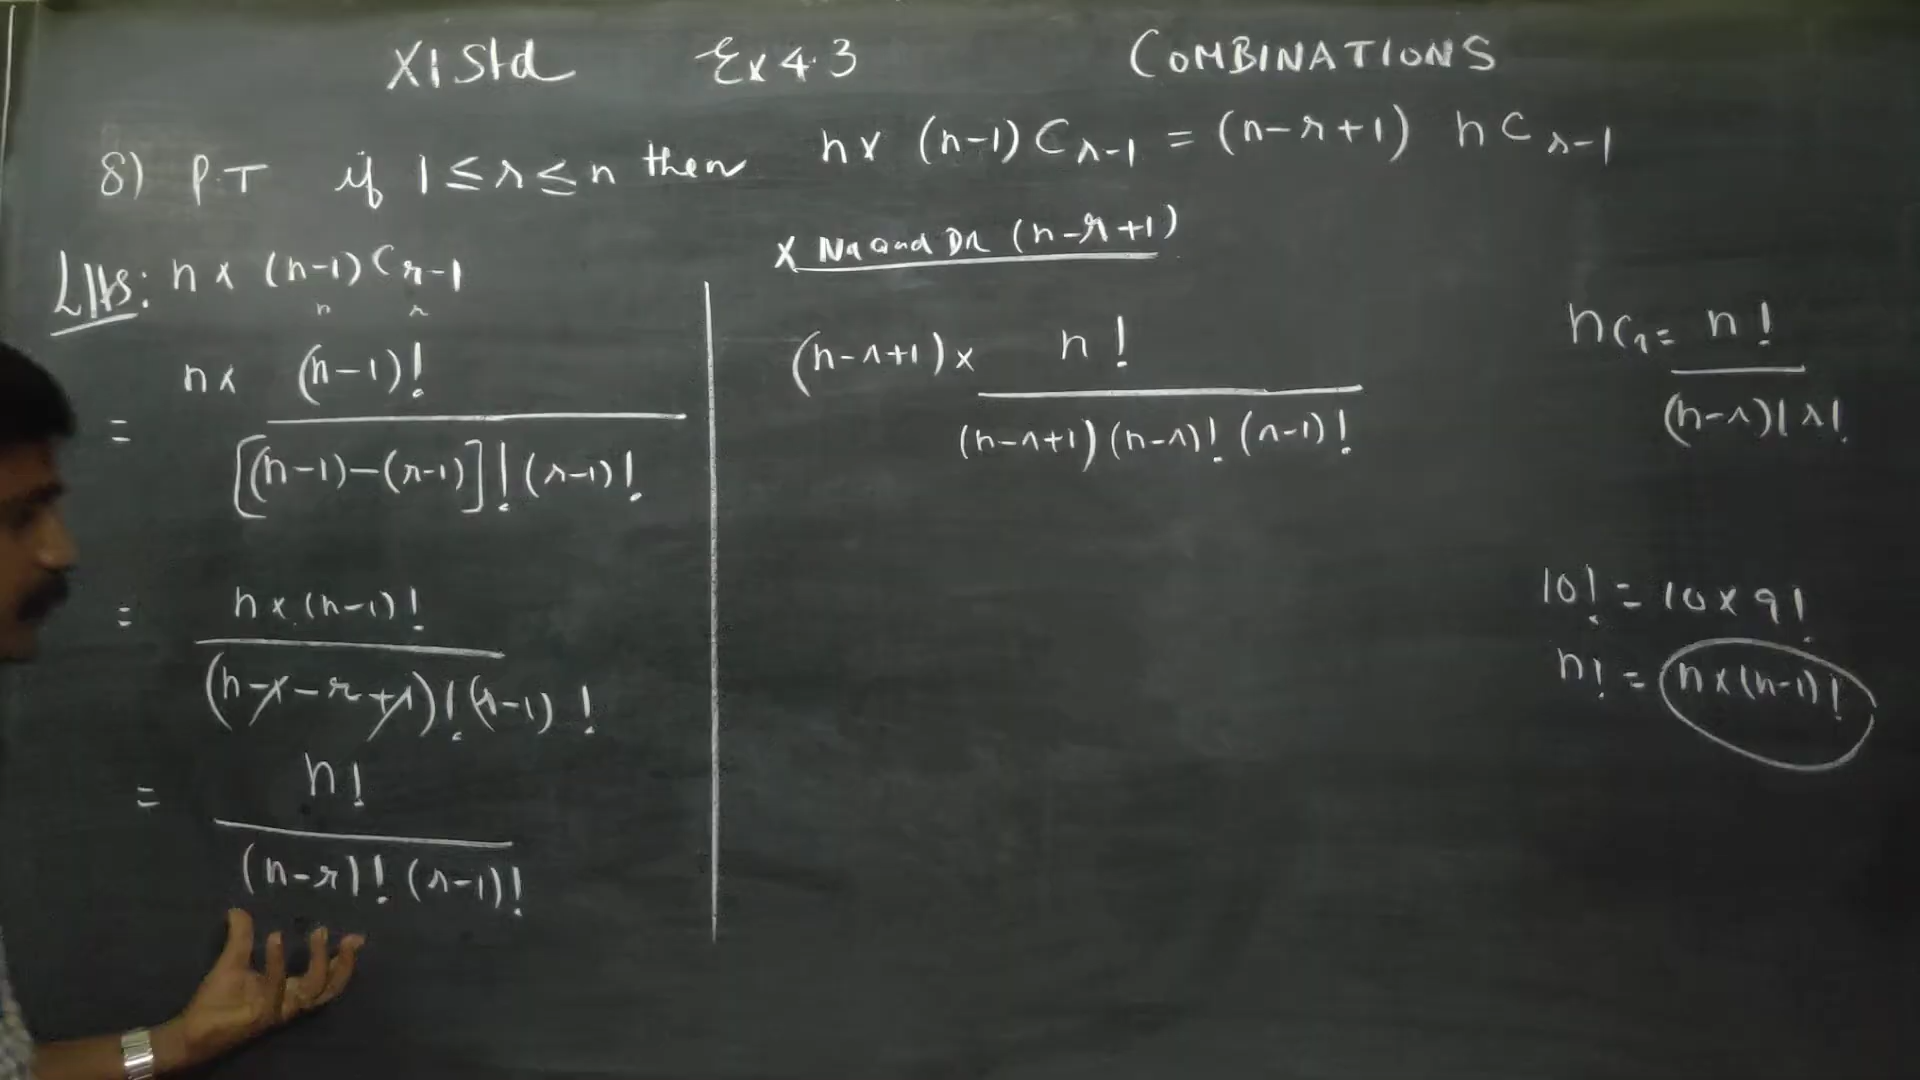 XI Std Ex 4.3 COMBINATIONS
8) P.T if 1 ≤ r ≤ n then n x (n-1) C r-1 = (n-r+1) n C r-1
LHS: n x (n-1) C r-1
n r
n x (n-1)!
=
[(n-1)-(r-1)]! (r-1)!
= n x (n-1)!
(n-1-r+1)! (r-1)!
= n!
(n-r)! (r-1)!
x Nr and Dr (n-r+1)
(n-r+1) x n!
(n-r+1) (n-r)! (r-1)!
nCr = n!
(n-r)! r!
10! = 10 x 9!
n! = n x (n-1)!